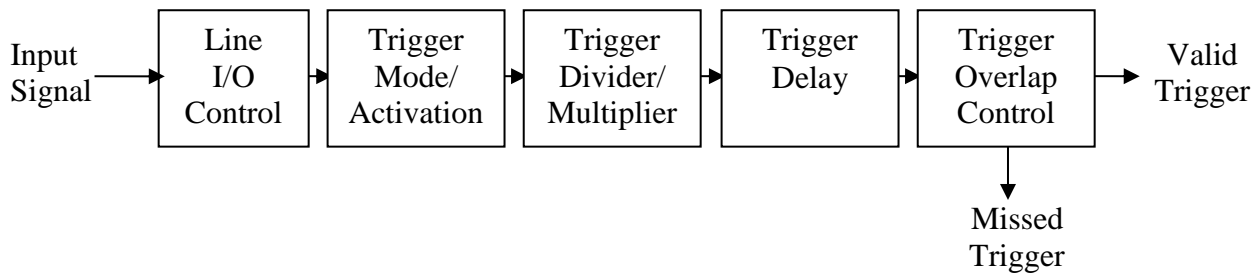 Input
Signal
Line
I/O
Control
Trigger
Mode/
Activation
Trigger
Divider/
Multiplier
Trigger
Delay
Trigger
Overlap
Control
Valid
Trigger
Missed
Trigger